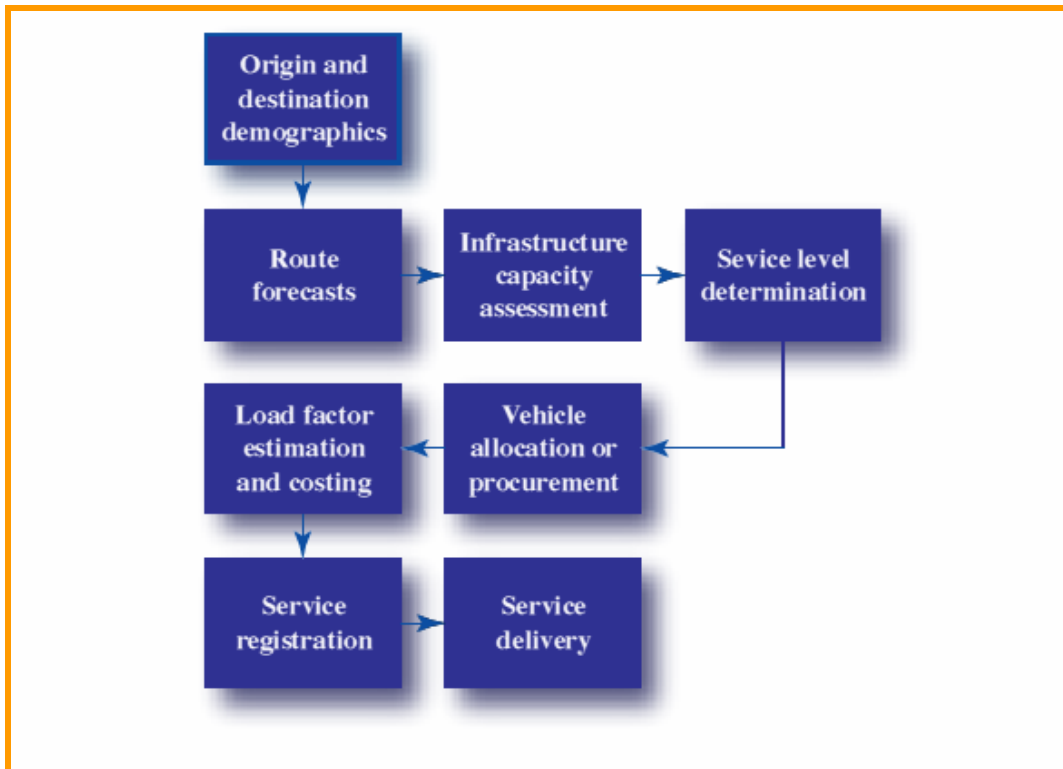 Origin and
destination
demographics
Route
forecasts
Infrastructure
capacity
assessment
Sevice level
determination
Vehicle
allocation or
procurement
Load factor
estimation
and costing
Service
registration
Service
delivery